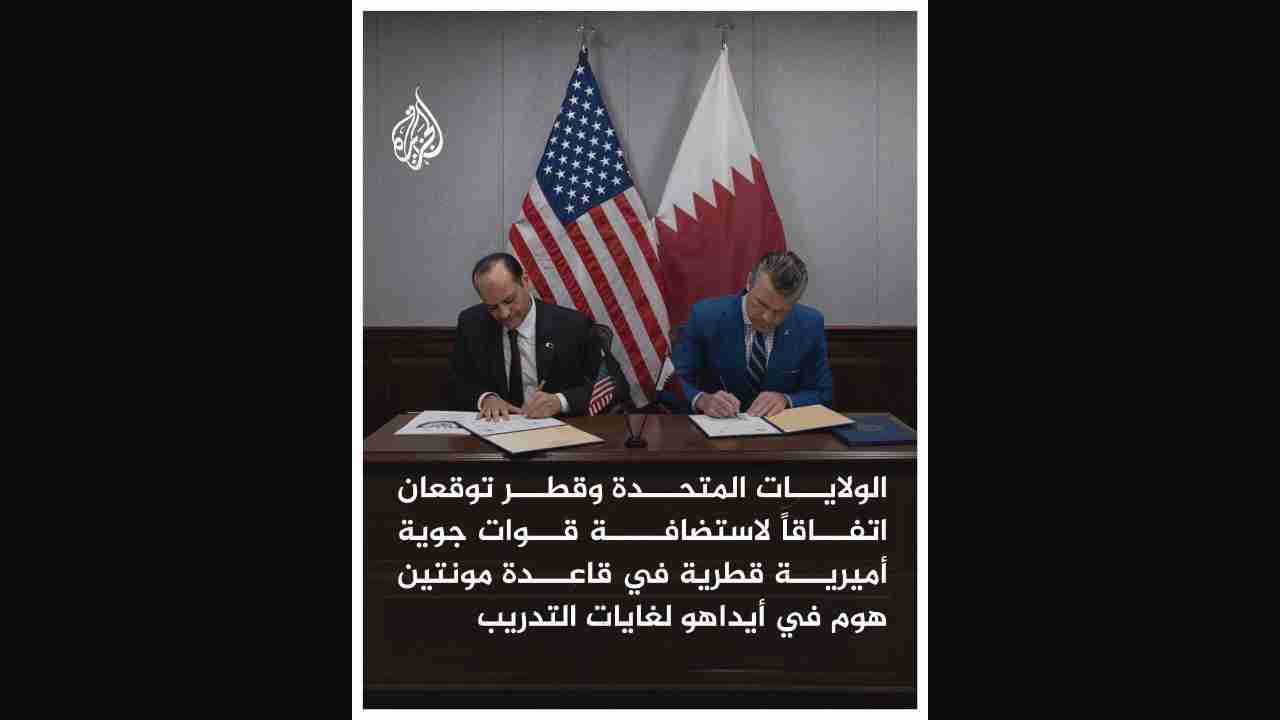 الجزيرة
الولايات المتحدة وقطر توقعان
اتفاقاً لاستضافة قوات جوية
أميرية قطرية في قاعدة مونتين
هوم في أيداهو لغايات التدريب